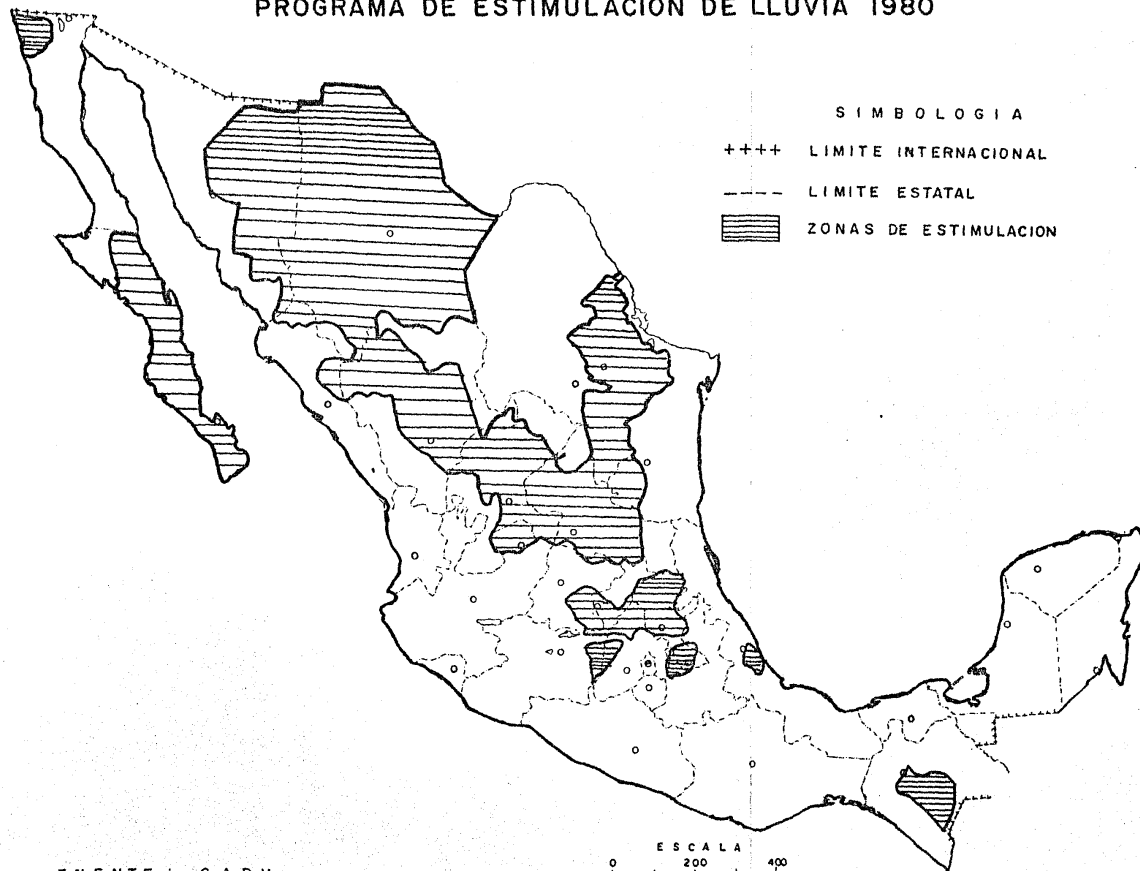 PROGRAMA DE ESTIMULACION DE LLUVIA 1980
SIMBOLOGIA
++++ LIMITE INTERNACIONAL
---- LIMITE ESTATAL
ZONAS DE ESTIMULACION
ESCALA
0 200 400